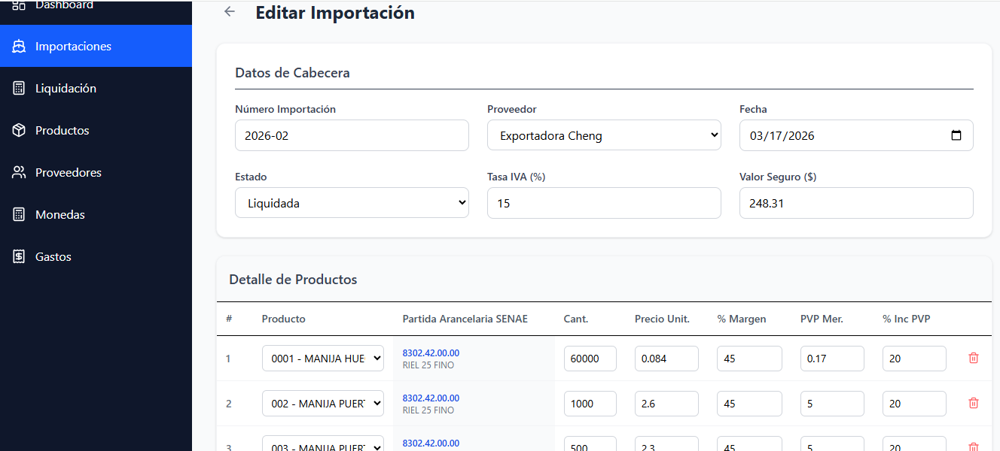 Dashboard
Importaciones
Liquidación
Productos
Proveedores
Monedas
Gastos
Editar Importación
Datos de Cabecera
Número Importación Proveedor Fecha
2026-02 Exportadora Cheng 03/17/2026
Estado Tasa IVA (%) Valor Seguro ($)
Liquidada 15 248.31
Detalle de Productos
# Producto Partida Arancelaria SENAE Cant. Precio Unit. % Margen PVP Mer. % Inc PVP
1 0001 - MANIJA HUE 8302.42.00.00 60000 0.084 45 0.17 20
RIEL 25 FINO
2 002 - MANIJA PUER 8302.42.00.00 1000 2.6 45 5 20
RIEL 25 FINO
3 003 - MANIJA PUER 8302.42.00.00 500 2.3 45 5 20